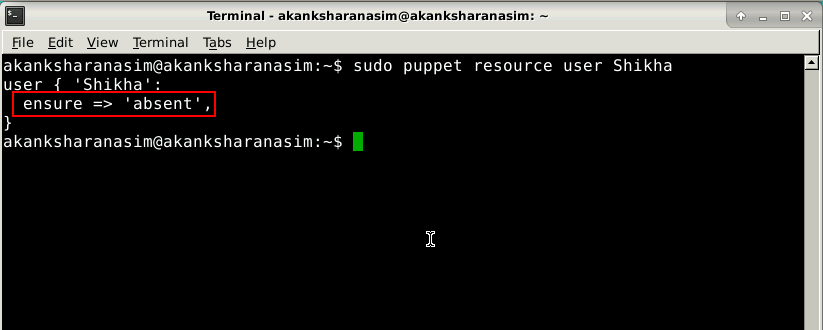 Terminal - akanksharanasim@akanksharanasim: ~
File Edit View Terminal Tabs Help
akanksharanasim@akanksharanasim:~$ sudo puppet resource user Shikha
user { 'Shikha':
  ensure => 'absent',
}
akanksharanasim@akanksharanasim:~$